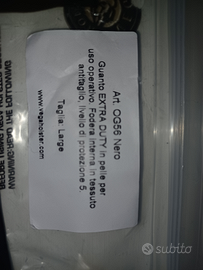 Art. OG56 Nero
Guanto EXTRA DUTY in pelle per
uso operativo. Fodera interna in tessuto
antitaglio, livello di protezione 5.
Taglia: Large
www.vegaholster.com
subito